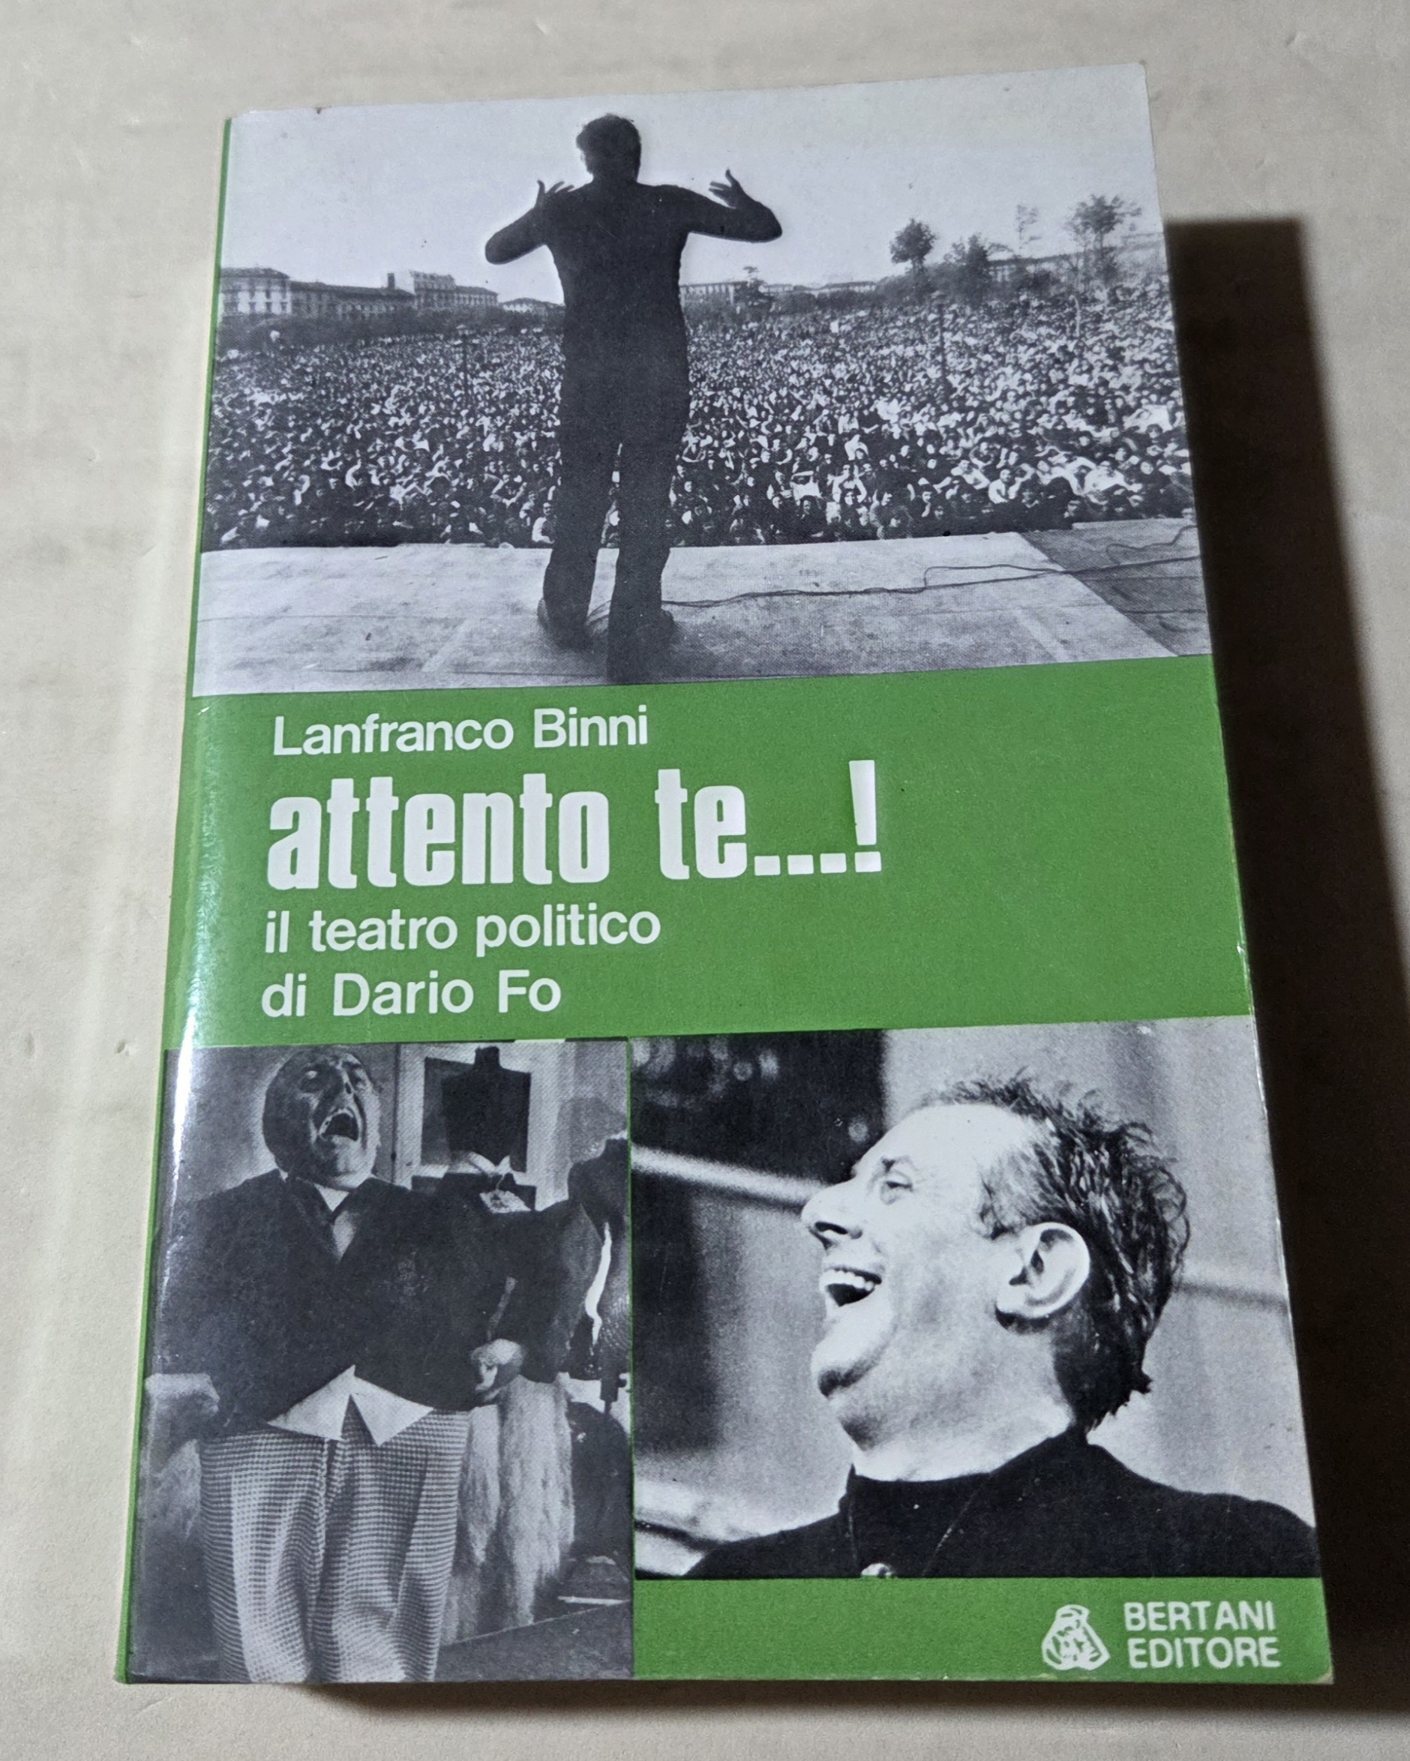 Lanfranco Binni
attento te...!
il teatro politico
di Dario Fo
BERTANI
EDITORE